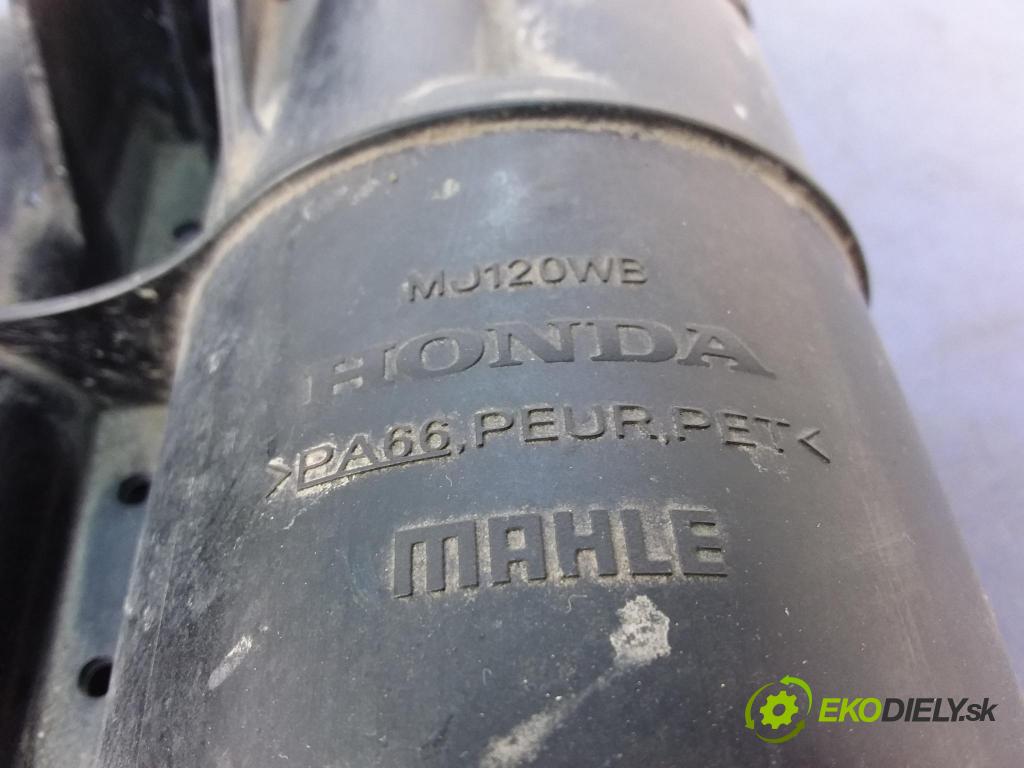 MJ120WB
HONDA
>PA66,PEUR,PET<
MAHLE
EKODIELY.sk